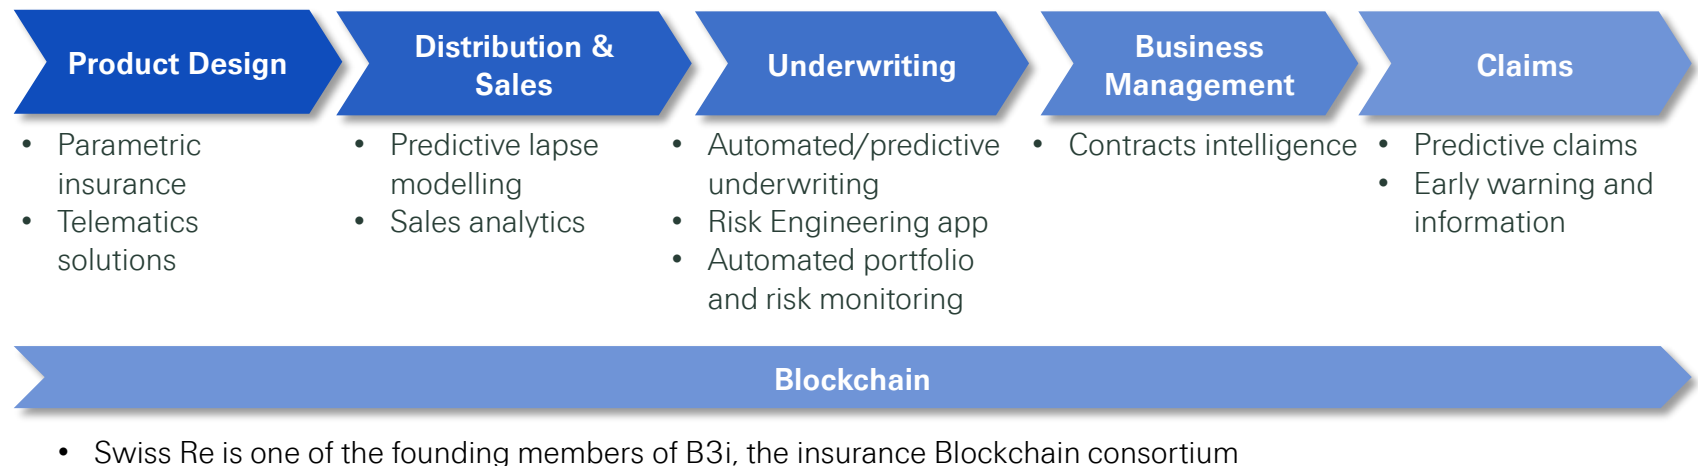 Product Design
Distribution &
Sales
Underwriting
Business
Management
Claims
• Parametric
insurance
• Telematics
solutions
• Predictive lapse
modelling
• Sales analytics
• Automated/predictive
underwriting
• Risk Engineering app
• Automated portfolio
and risk monitoring
• Contracts intelligence
• Predictive claims
• Early warning and
information
Blockchain
• Swiss Re is one of the founding members of B3i, the insurance Blockchain consortium